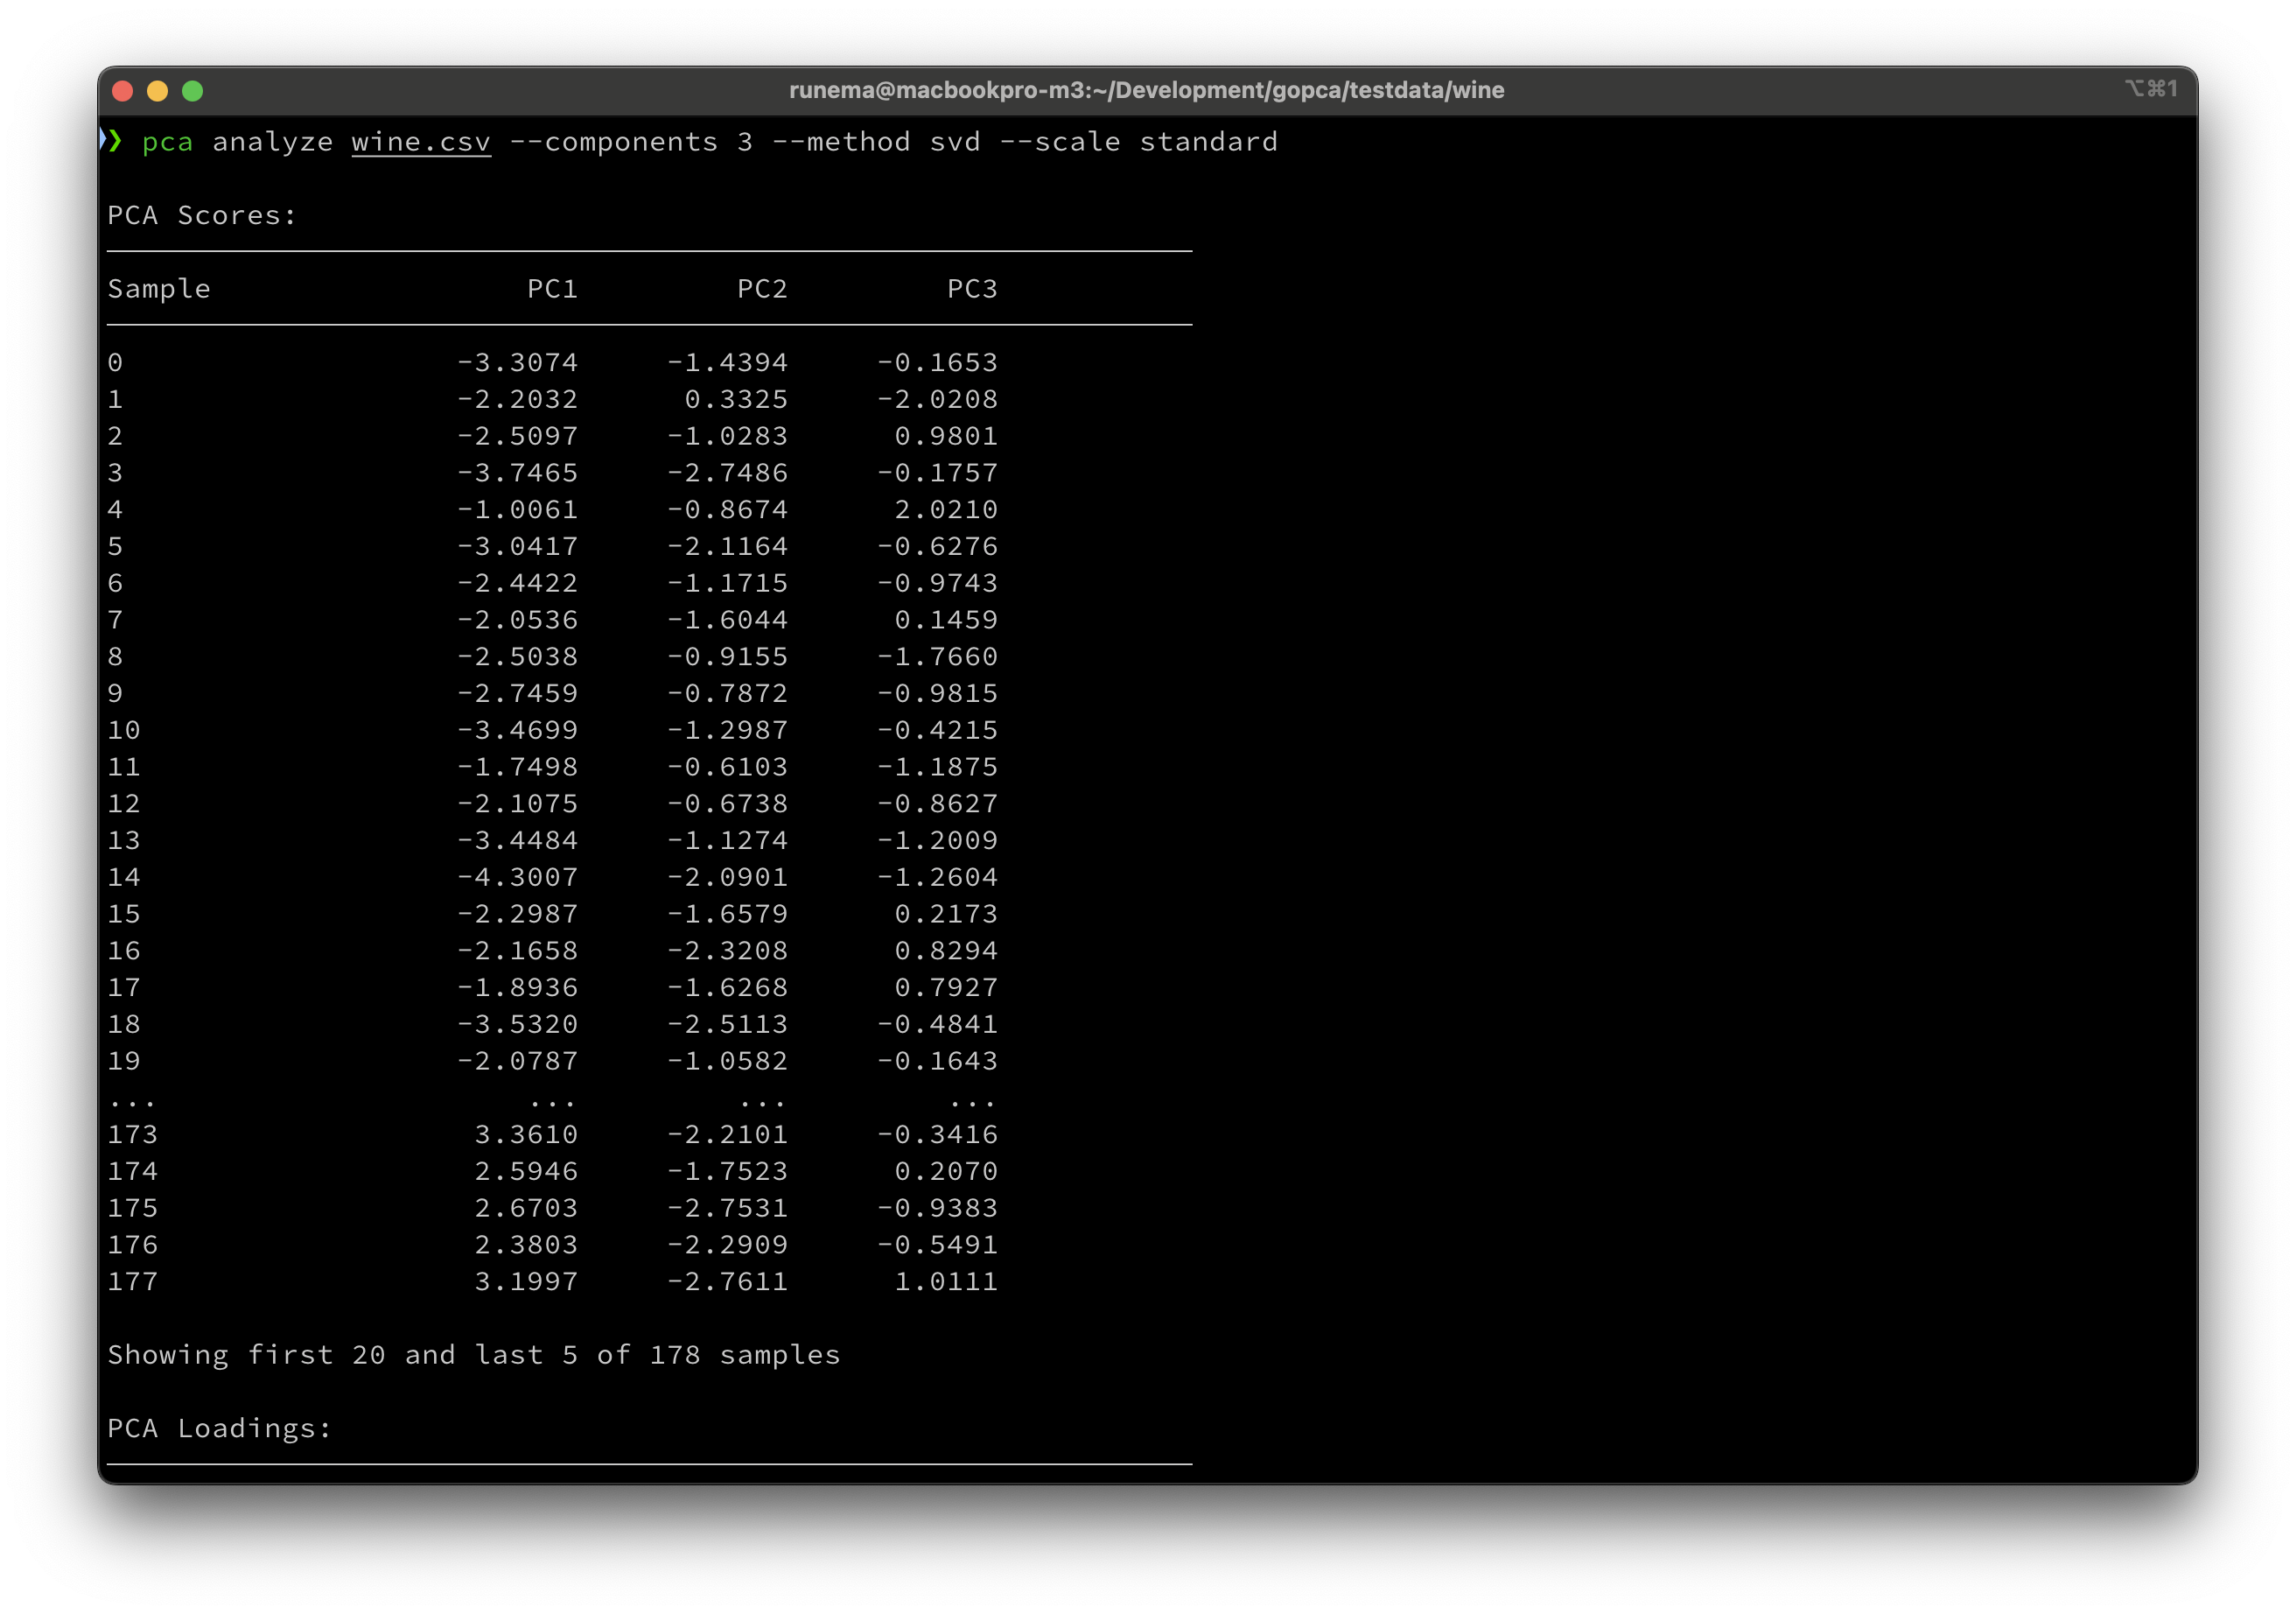 runema@macbookpro-m3:~/Development/gopca/testdata/wine ⌥⌘1
❯ pca analyze wine.csv --components 3 --method svd --scale standard
PCA Scores:
Sample PC1 PC2 PC3
0 -3.3074 -1.4394 -0.1653
1 -2.2032 0.3325 -2.0208
2 -2.5097 -1.0283 0.9801
3 -3.7465 -2.7486 -0.1757
4 -1.0061 -0.8674 2.0210
5 -3.0417 -2.1164 -0.6276
6 -2.4422 -1.1715 -0.9743
7 -2.0536 -1.6044 0.1459
8 -2.5038 -0.9155 -1.7660
9 -2.7459 -0.7872 -0.9815
10 -3.4699 -1.2987 -0.4215
11 -1.7498 -0.6103 -1.1875
12 -2.1075 -0.6738 -0.8627
13 -3.4484 -1.1274 -1.2009
14 -4.3007 -2.0901 -1.2604
15 -2.2987 -1.6579 0.2173
16 -2.1658 -2.3208 0.8294
17 -1.8936 -1.6268 0.7927
18 -3.5320 -2.5113 -0.4841
19 -2.0787 -1.0582 -0.1643
... ... ... ...
173 3.3610 -2.2101 -0.3416
174 2.5946 -1.7523 0.2070
175 2.6703 -2.7531 -0.9383
176 2.3803 -2.2909 -0.5491
177 3.1997 -2.7611 1.0111
Showing first 20 and last 5 of 178 samples
PCA Loadings: